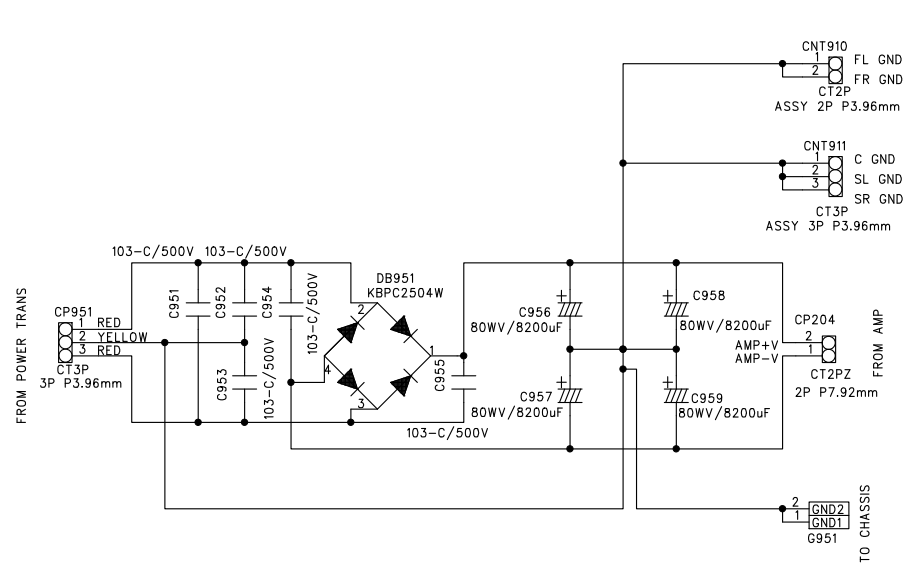 CNT910
1 FL GND
2 FR GND
CT2P
ASSY 2P P3.96mm
CNT911
1 C GND
2 SL GND
3 SR GND
CT3P
ASSY 3P P3.96mm
103-C/500V 103-C/500V
FROM POWER TRANS
CP951
1 RED
2 YELLOW
3 RED
CT3P
3P P3.96mm
C951
C952
C954
103-C/500V
C953
103-C/500V
DB951
KBPC2504W
2
1
4
3
C955
103-C/500V
+
C956
80WV/8200uF
+
C958
80WV/8200uF
+
C957
80WV/8200uF
+
C959
80WV/8200uF
CP204
AMP+V 2
AMP-V 1
CT2PZ
2P P7.92mm
FROM AMP
2 GND2
1 GND1
G951
TO CHASSIS